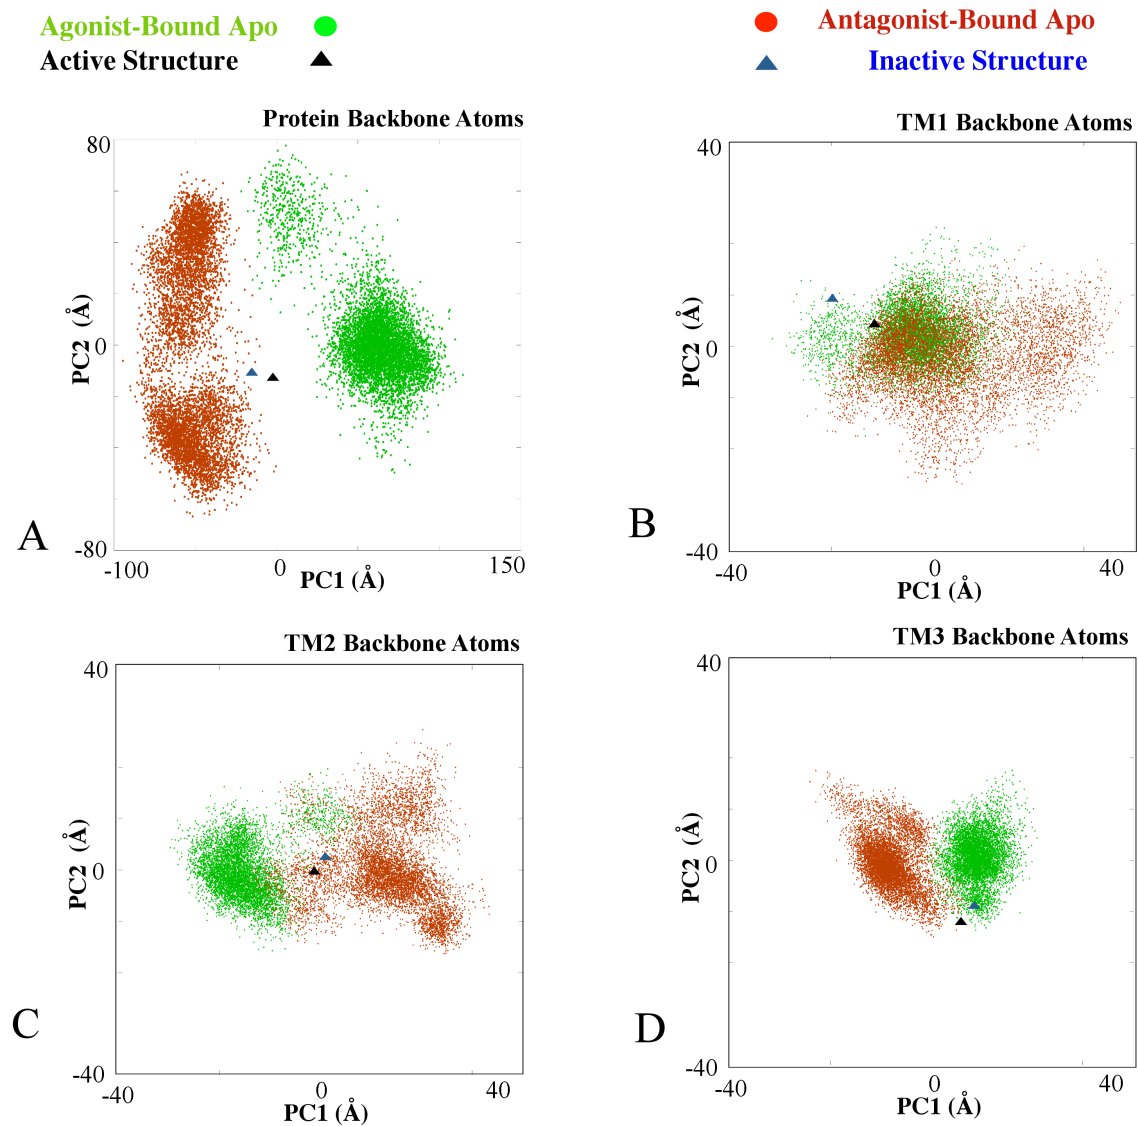 Agonist-Bound Apo
Active Structure
Antagonist-Bound Apo
Inactive Structure
Protein Backbone Atoms
80
PC2 (Å)
0
-80
-100
0
150
PC1 (Å)
A
TM1 Backbone Atoms
40
PC2 (Å)
0
-40
-40
0
40
PC1 (Å)
B
TM2 Backbone Atoms
40
PC2 (Å)
0
-40
-40
0
40
PC1 (Å)
C
TM3 Backbone Atoms
40
PC2 (Å)
0
-40
-40
0
40
PC1 (Å)
D